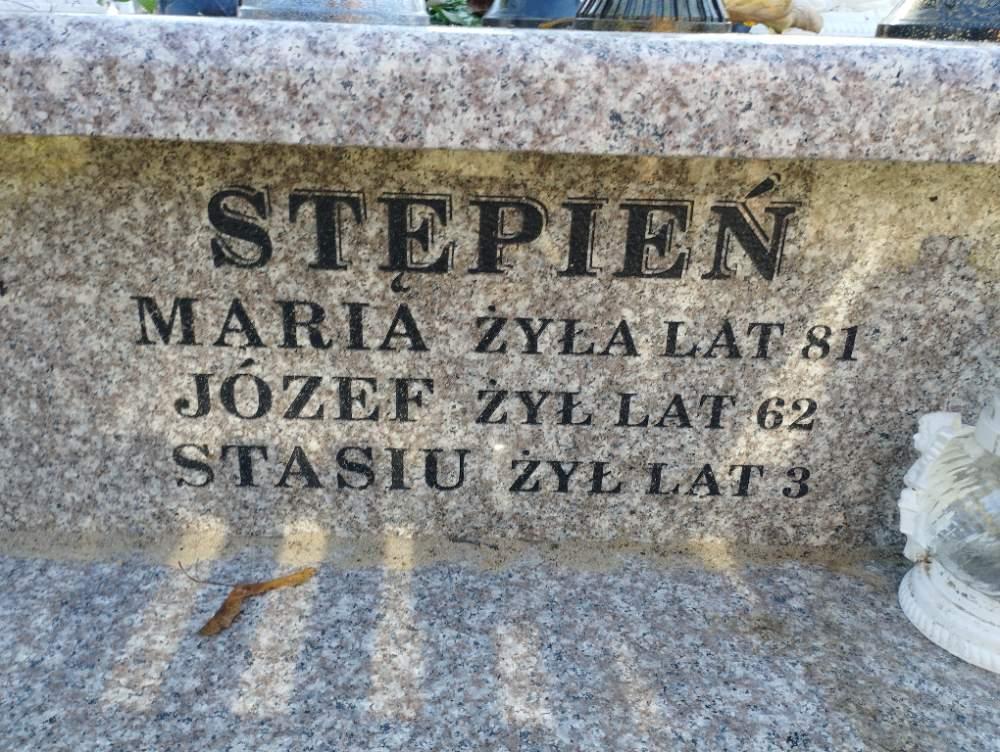 STĘPIEŃ
MARIA ŻYŁA LAT 81
JÓZEF ŻYŁ LAT 62
STASIU ŻYŁ LAT 3